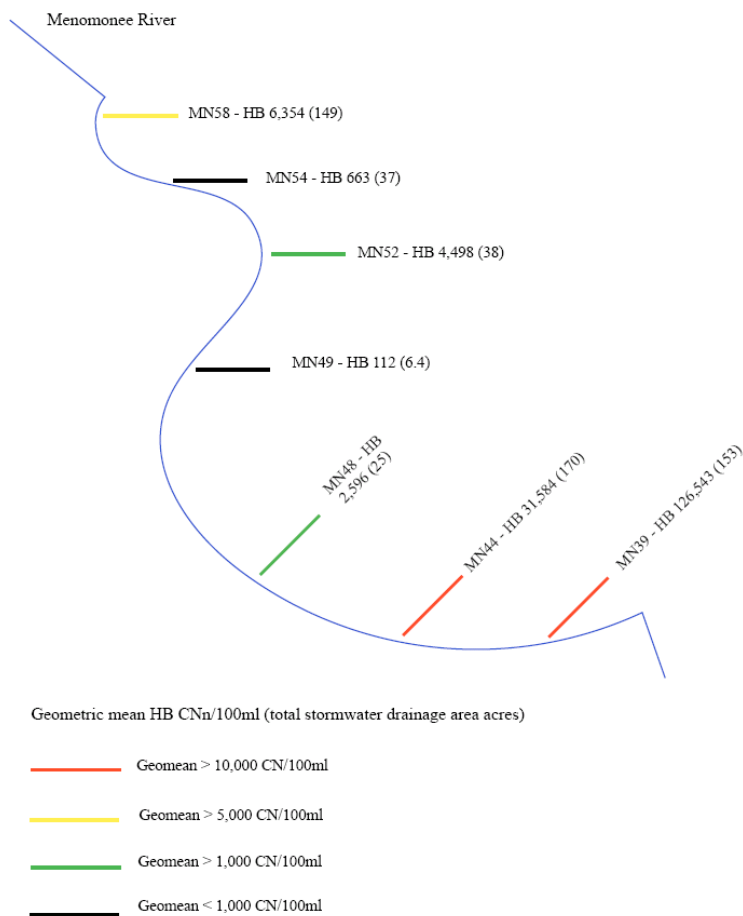 Menomonee River
MN58 - HB 6,354 (149)
MN54 - HB 663 (37)
MN52 - HB 4,498 (38)
MN49 - HB 112 (6.4)
MN48 - HB
2,596 (25)
MN44 - HB 31,584 (170)
MN39 - HB 126,543 (153)
Geometric mean HB CNn/100ml (total stormwater drainage area acres)
Geomean > 10,000 CN/100ml
Geomean > 5,000 CN/100ml
Geomean > 1,000 CN/100ml
Geomean < 1,000 CN/100ml